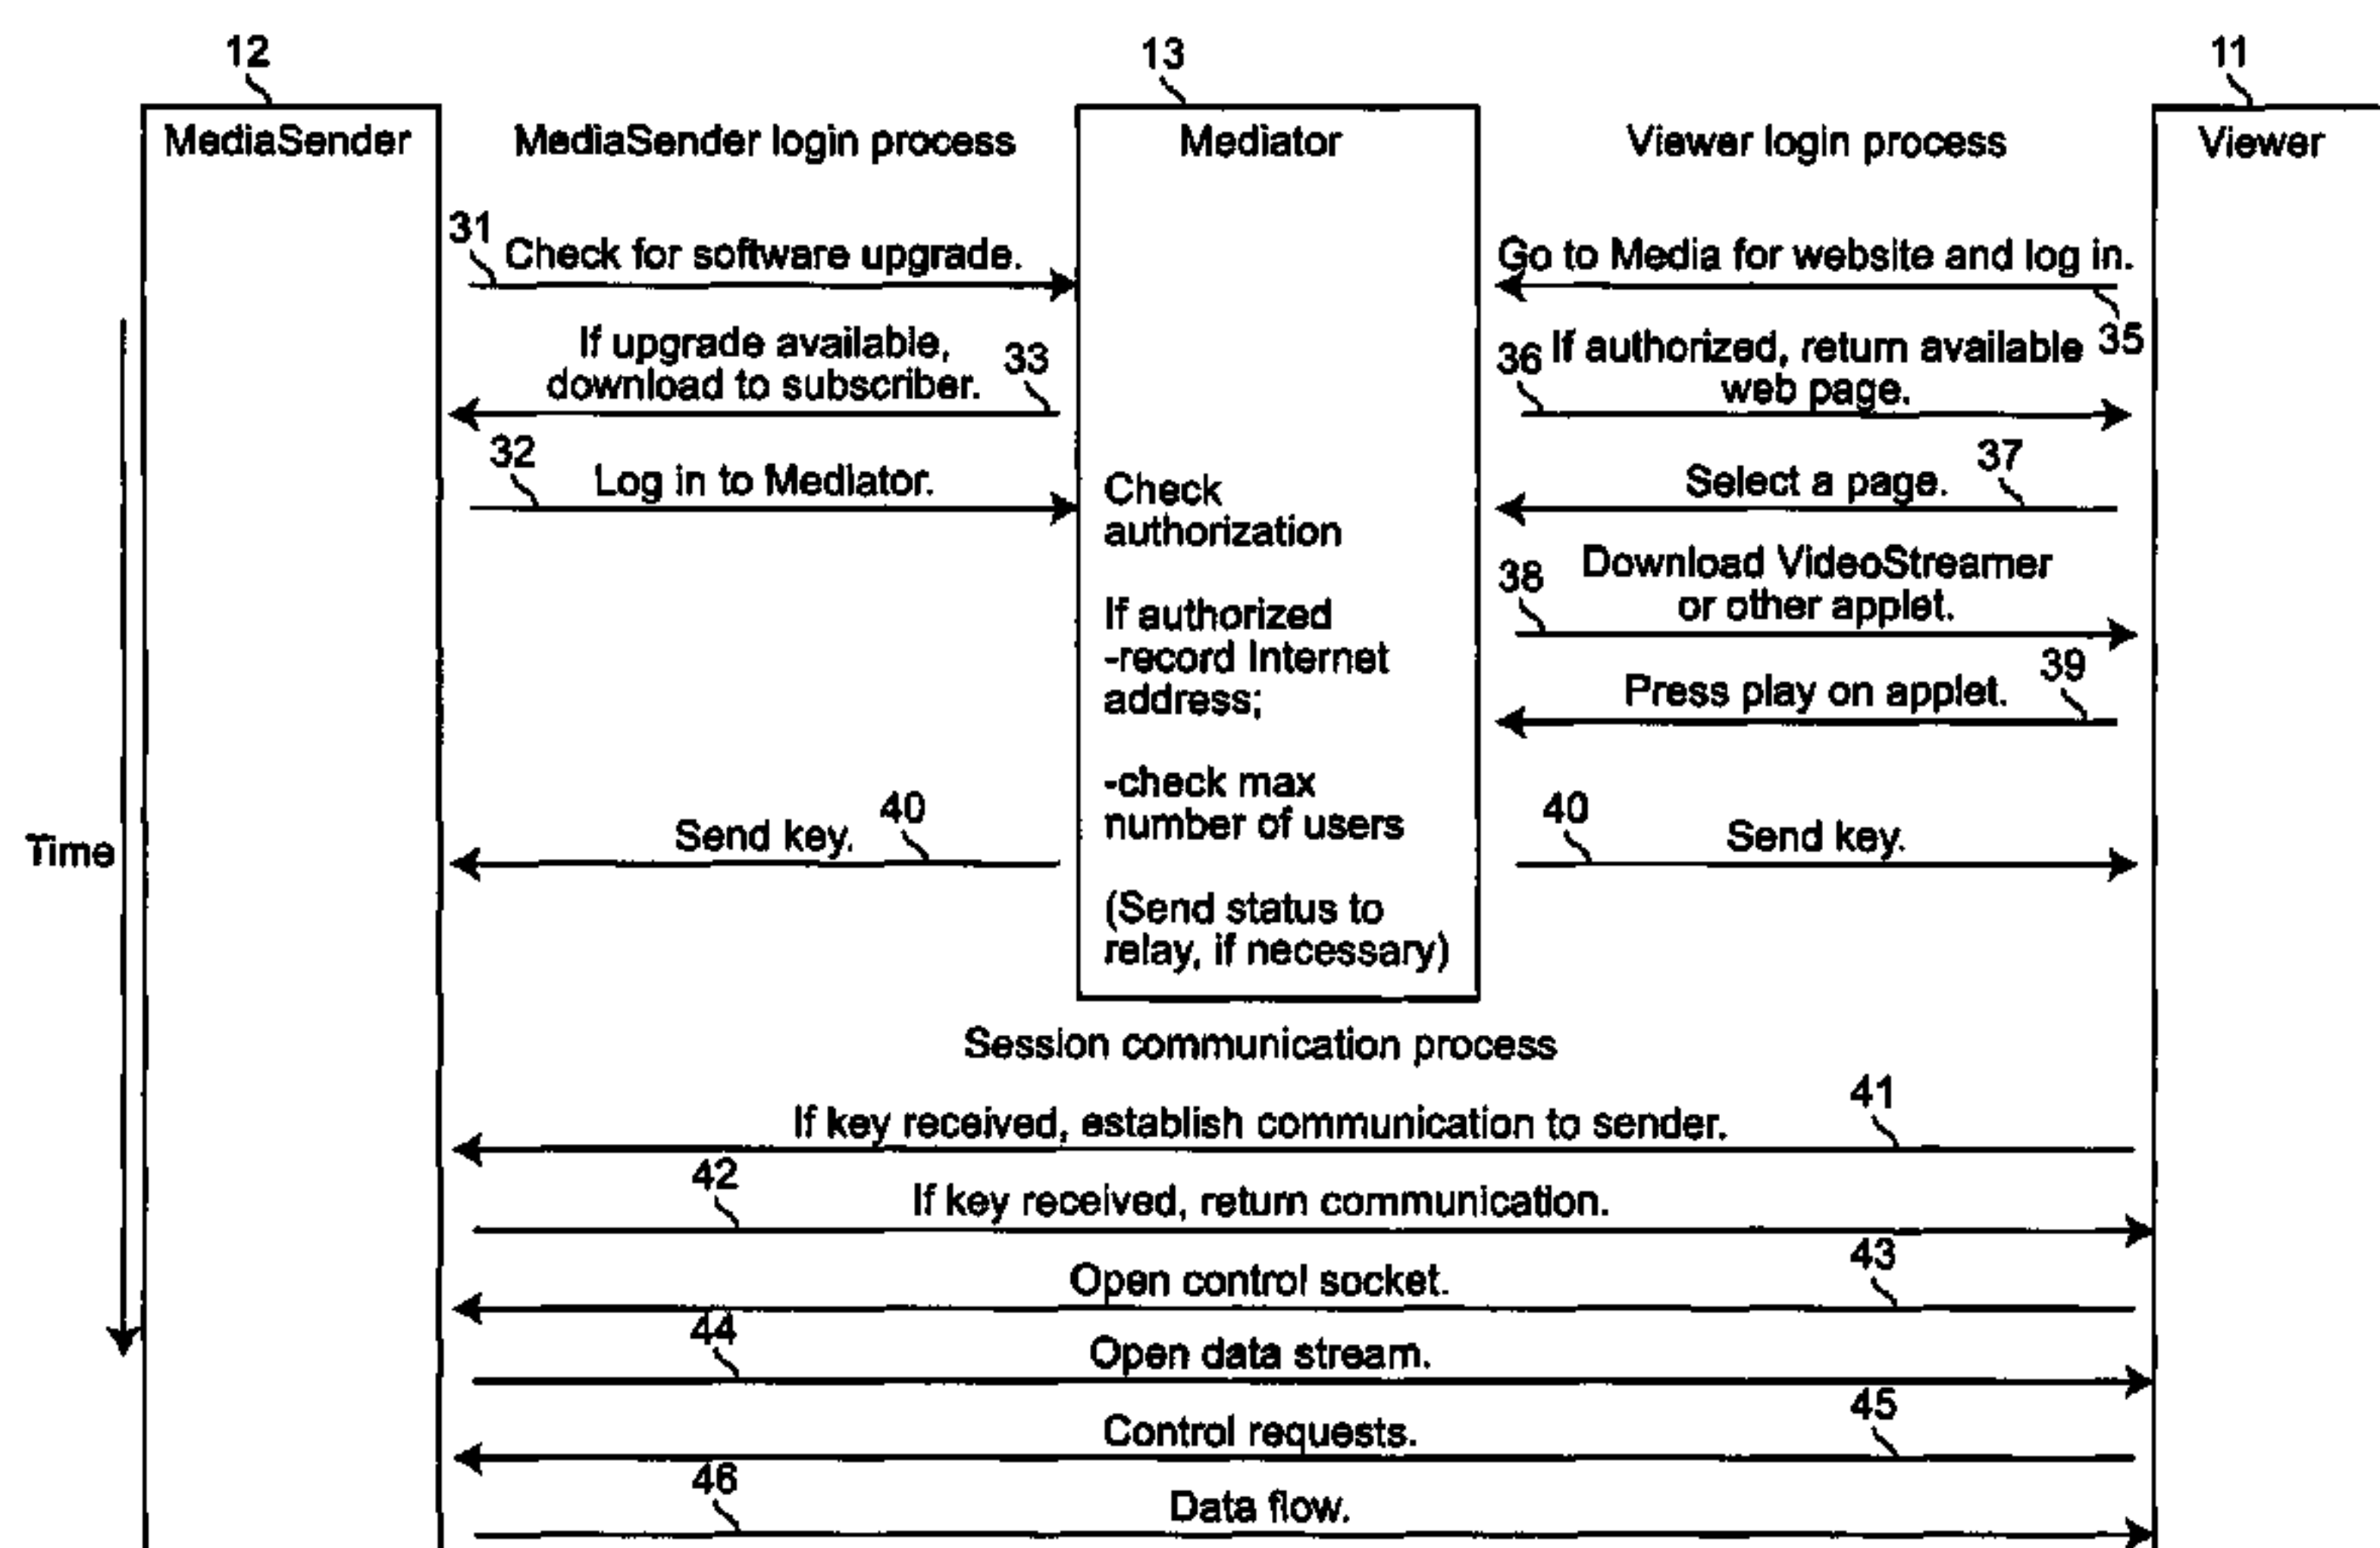 12
13
11
MediaSender
MediaSender login process
Mediator
Viewer login process
Viewer
31
Check for software upgrade.
Go to Media for website and log in.
35
If upgrade available,
download to subscriber.
33
36
If authorized, return available
web page.
32
Log in to Mediator.
Select a page.
37
Check
authorization
38
Download VideoStreamer
or other applet.
If authorized
-record Internet
address;
Press play on applet.
39
-check max
number of users
Time
Send key.
40
40
Send key.
(Send status to
relay, if necessary)
Session communication process
If key received, establish communication to sender.
41
42
If key received, return communication.
Open control socket.
43
44
Open data stream.
Control requests.
45
46
Data flow.